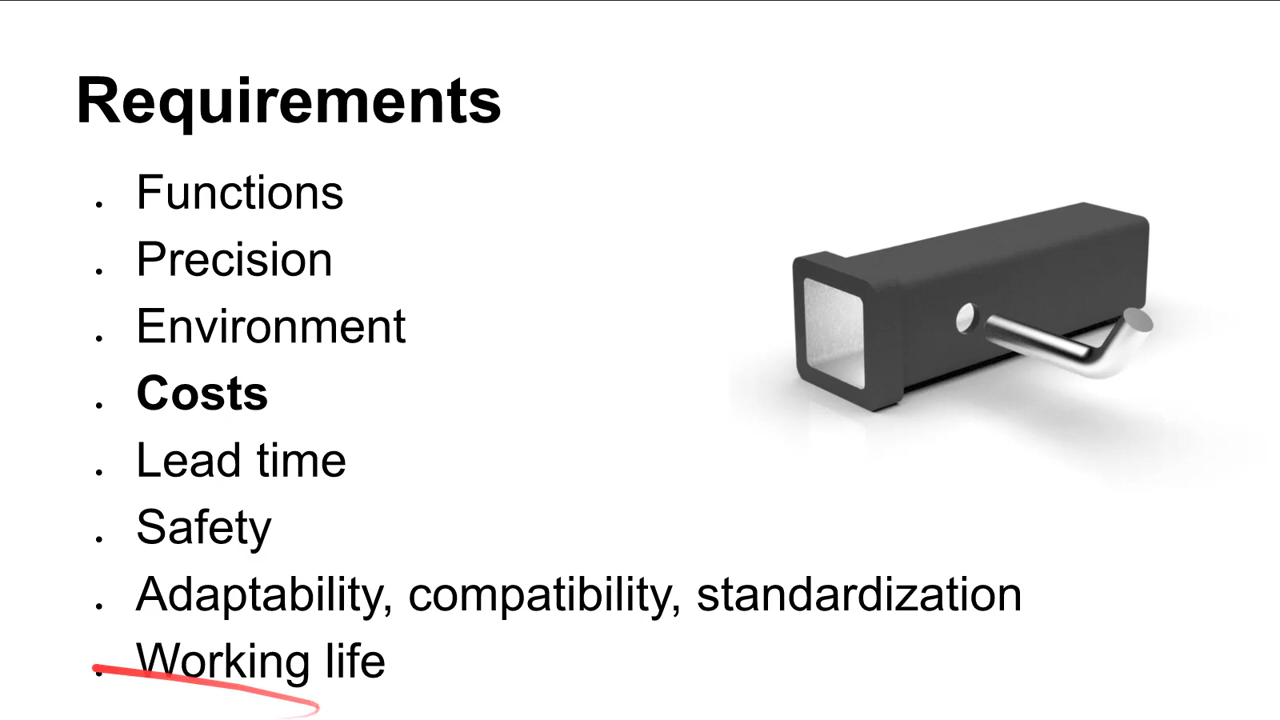 Requirements
. Functions
. Precision
. Environment
. Costs
. Lead time
. Safety
. Adaptability, compatibility, standardization
. Working life